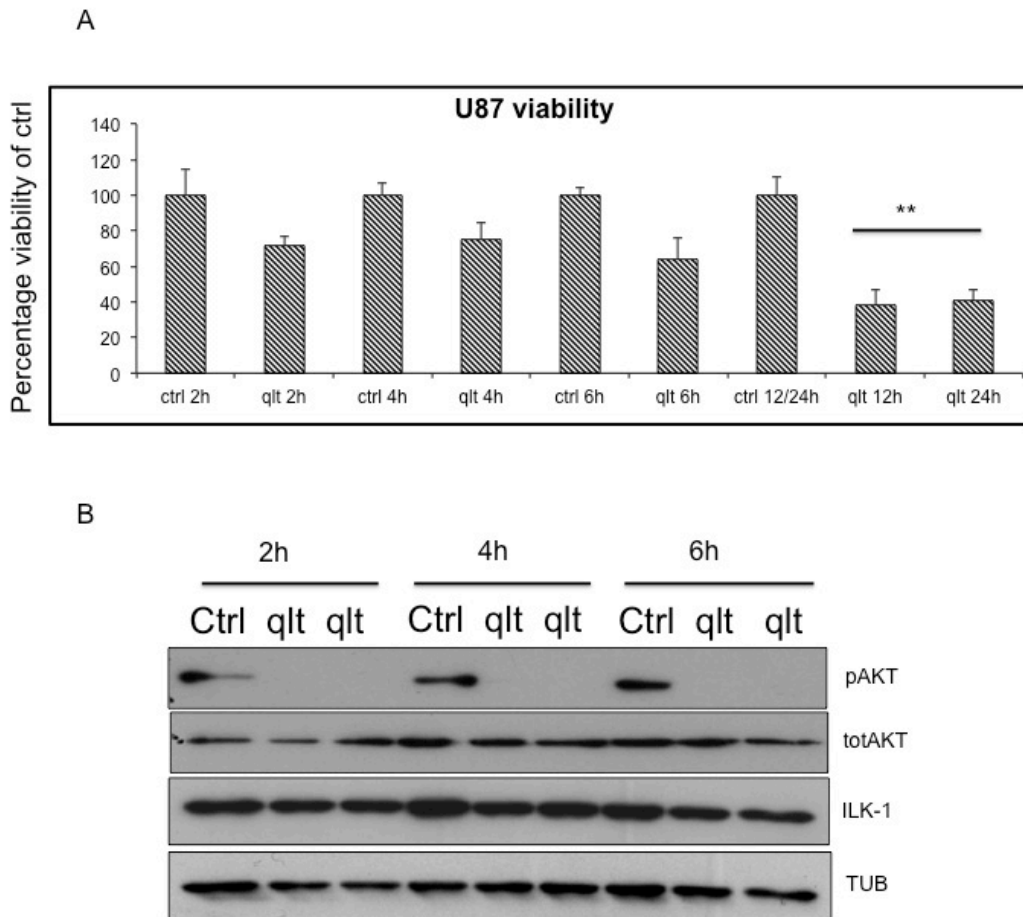 A
U87 viability
Percentage viability of ctrl
140
120
100
80
60
40
20
0
**
ctrl 2h qlt 2h ctrl 4h qlt 4h ctrl 6h qlt 6h ctrl 12/24h qlt 12h qlt 24h
B
2h 4h 6h
Ctrl qlt qlt Ctrl qlt qlt Ctrl qlt qlt
pAKT
totAKT
ILK-1
TUB